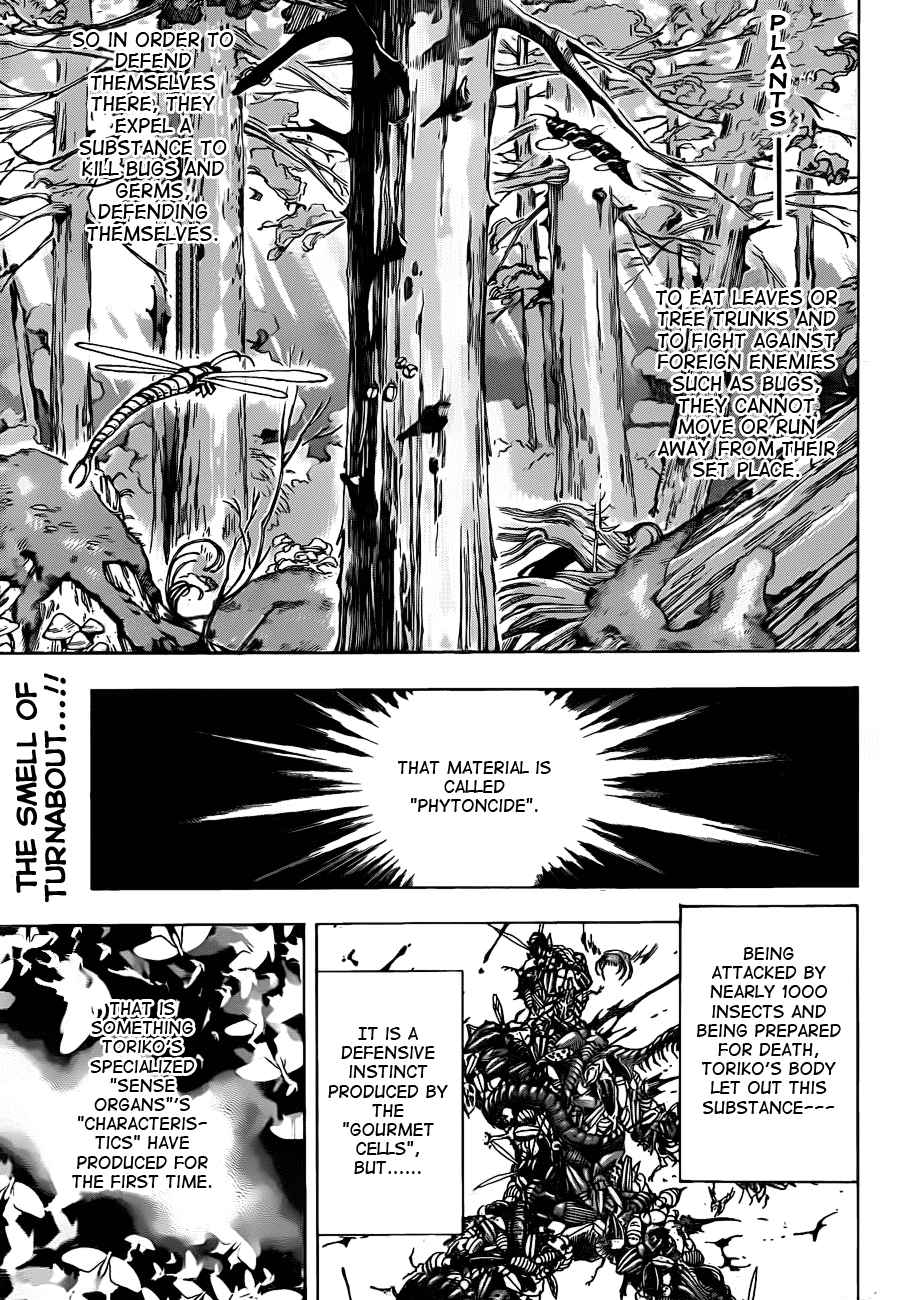 PLANTS—
TO EAT LEAVES OR
TREE TRUNKS AND
TO FIGHT AGAINST
FOREIGN ENEMIES
SUCH AS BUGS,
THEY CANNOT
MOVE OR RUN
AWAY FROM THEIR
SET PLACE.
SO IN ORDER TO
DEFEND
THEMSELVES
THERE, THEY
EXPEL A
SUBSTANCE TO
KILL BUGS AND
GERMS,
DEFENDING
THEMSELVES.
THE SMELL OF
TURNABOUT...!!
THAT MATERIAL IS
CALLED
"PHYTONCIDE".
BEING
ATTACKED BY
NEARLY 1000
INSECTS AND
BEING PREPARED
FOR DEATH,
TORIKO'S BODY
LET OUT THIS
SUBSTANCE---
IT IS A
DEFENSIVE
INSTINCT
PRODUCED BY
THE
"GOURMET
CELLS",
BUT......
THAT IS
SOMETHING
TORIKO'S
SPECIALIZED
"SENSE
ORGANS"'S
"CHARACTERIS-
TICS" HAVE
PRODUCED FOR
THE FIRST TIME.